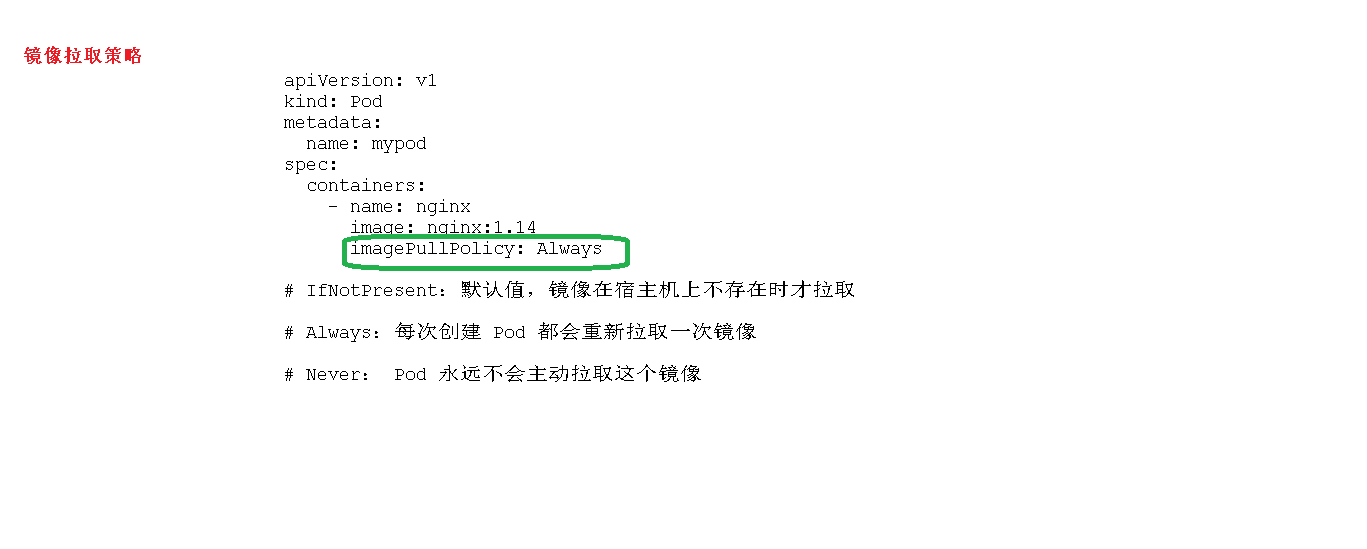 镜像拉取策略
apiVersion: v1
kind: Pod
metadata:
  name: mypod
spec:
  containers:
    - name: nginx
      image: nginx:1.14
      imagePullPolicy: Always
# IfNotPresent：默认值，镜像在宿主机上不存在时才拉取
# Always：每次创建 Pod 都会重新拉取一次镜像
# Never： Pod 永远不会主动拉取这个镜像